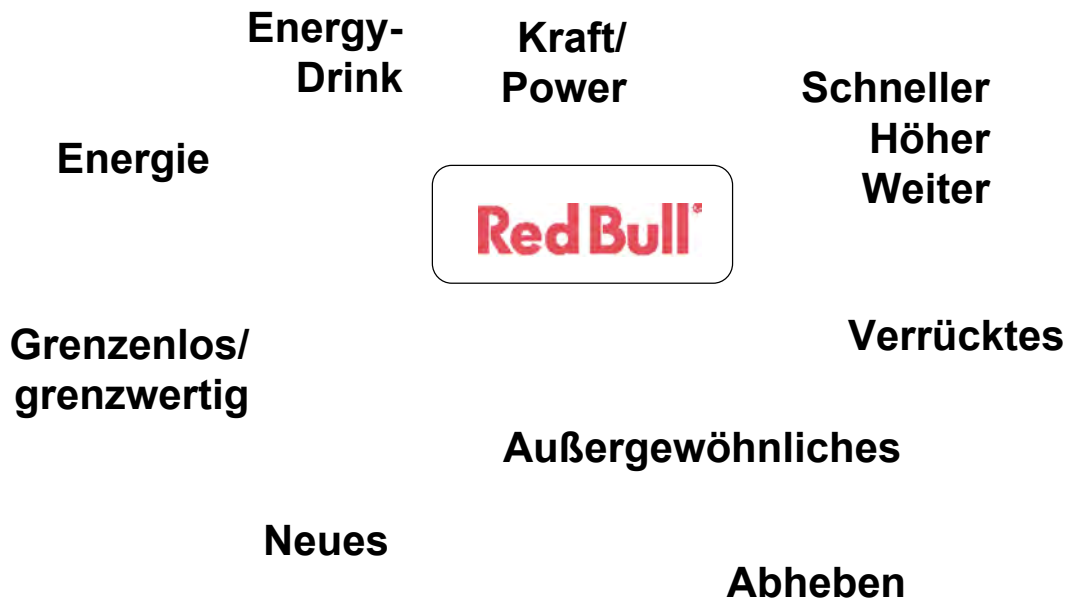 Energy-
Drink
Kraft/
Power
Schneller
Höher
Weiter
Energie
Red Bull®
Grenzenlos/
grenzwertig
Verrücktes
Außergewöhnliches
Neues
Abheben